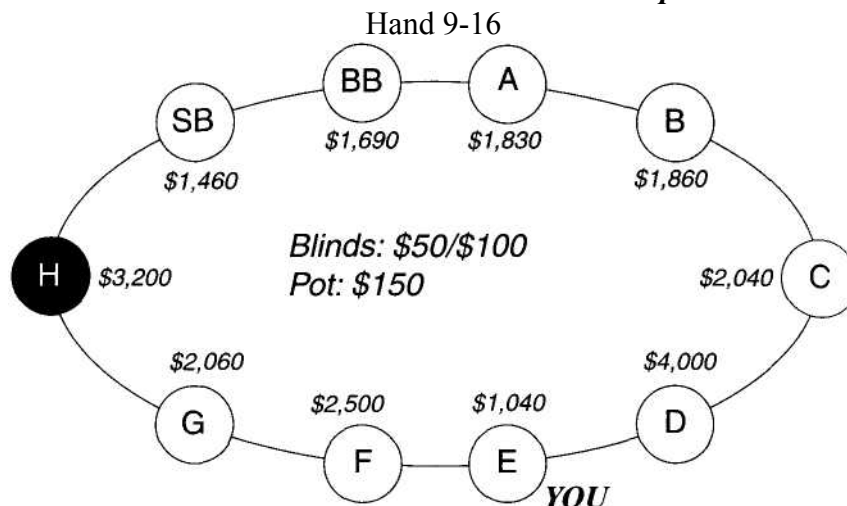 Hand 9-16
BB
A
SB
B
$1,690
$1,830
$1,460
$1,860
Blinds: $50/$100
Pot: $150
H
$3,200
$2,040
C
$2,060
$4,000
$2,500
$1,040
G
D
F
E
YOU